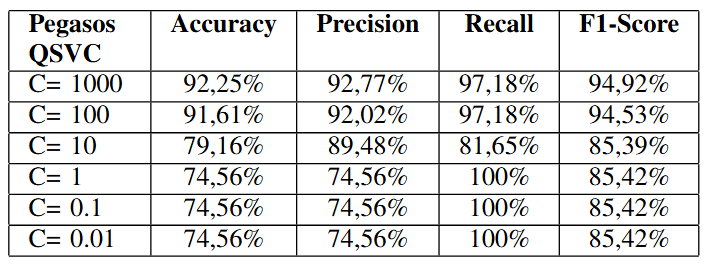 Pegasos QSVC Accuracy Precision Recall F1-Score
C= 1000 92,25% 92,77% 97,18% 94,92%
C= 100 91,61% 92,02% 97,18% 94,53%
C= 10 79,16% 89,48% 81,65% 85,39%
C= 1 74,56% 74,56% 100% 85,42%
C= 0.1 74,56% 74,56% 100% 85,42%
C= 0.01 74,56% 74,56% 100% 85,42%